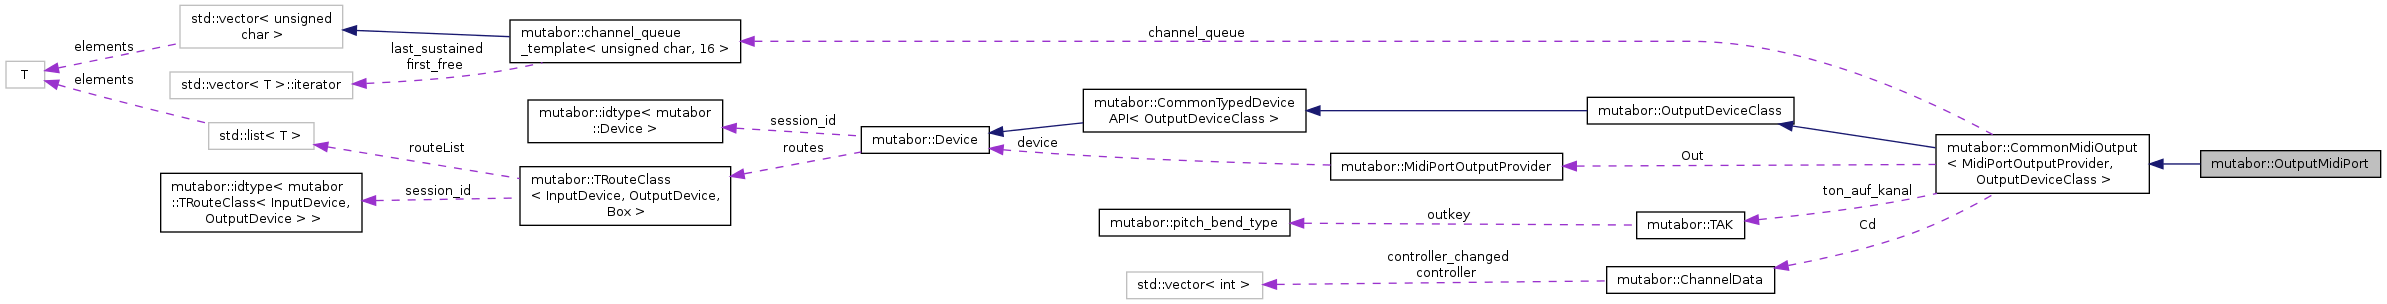 std::vector< unsigned
char >
elements
T
elements
std::vector< T >::iterator
std::list< T >
last_sustained
first_free
mutabor::channel_queue
_template< unsigned char, 16 >
channel_queue
mutabor::idtype< mutabor
::Device >
session_id
routeList
routes
mutabor::idtype< mutabor
::TRouteClass< InputDevice,
OutputDevice > >
session_id
mutabor::TRouteClass
< InputDevice, OutputDevice,
Box >
mutabor::Device
device
mutabor::CommonTypedDevice
API< OutputDeviceClass >
mutabor::OutputDeviceClass
mutabor::MidiPortOutputProvider
Out
mutabor::CommonMidiOutput
< MidiPortOutputProvider,
OutputDeviceClass >
mutabor::OutputMidiPort
mutabor::pitch_bend_type
outkey
mutabor::TAK
ton_auf_kanal
Cd
std::vector< int >
controller_changed
controller
mutabor::ChannelData